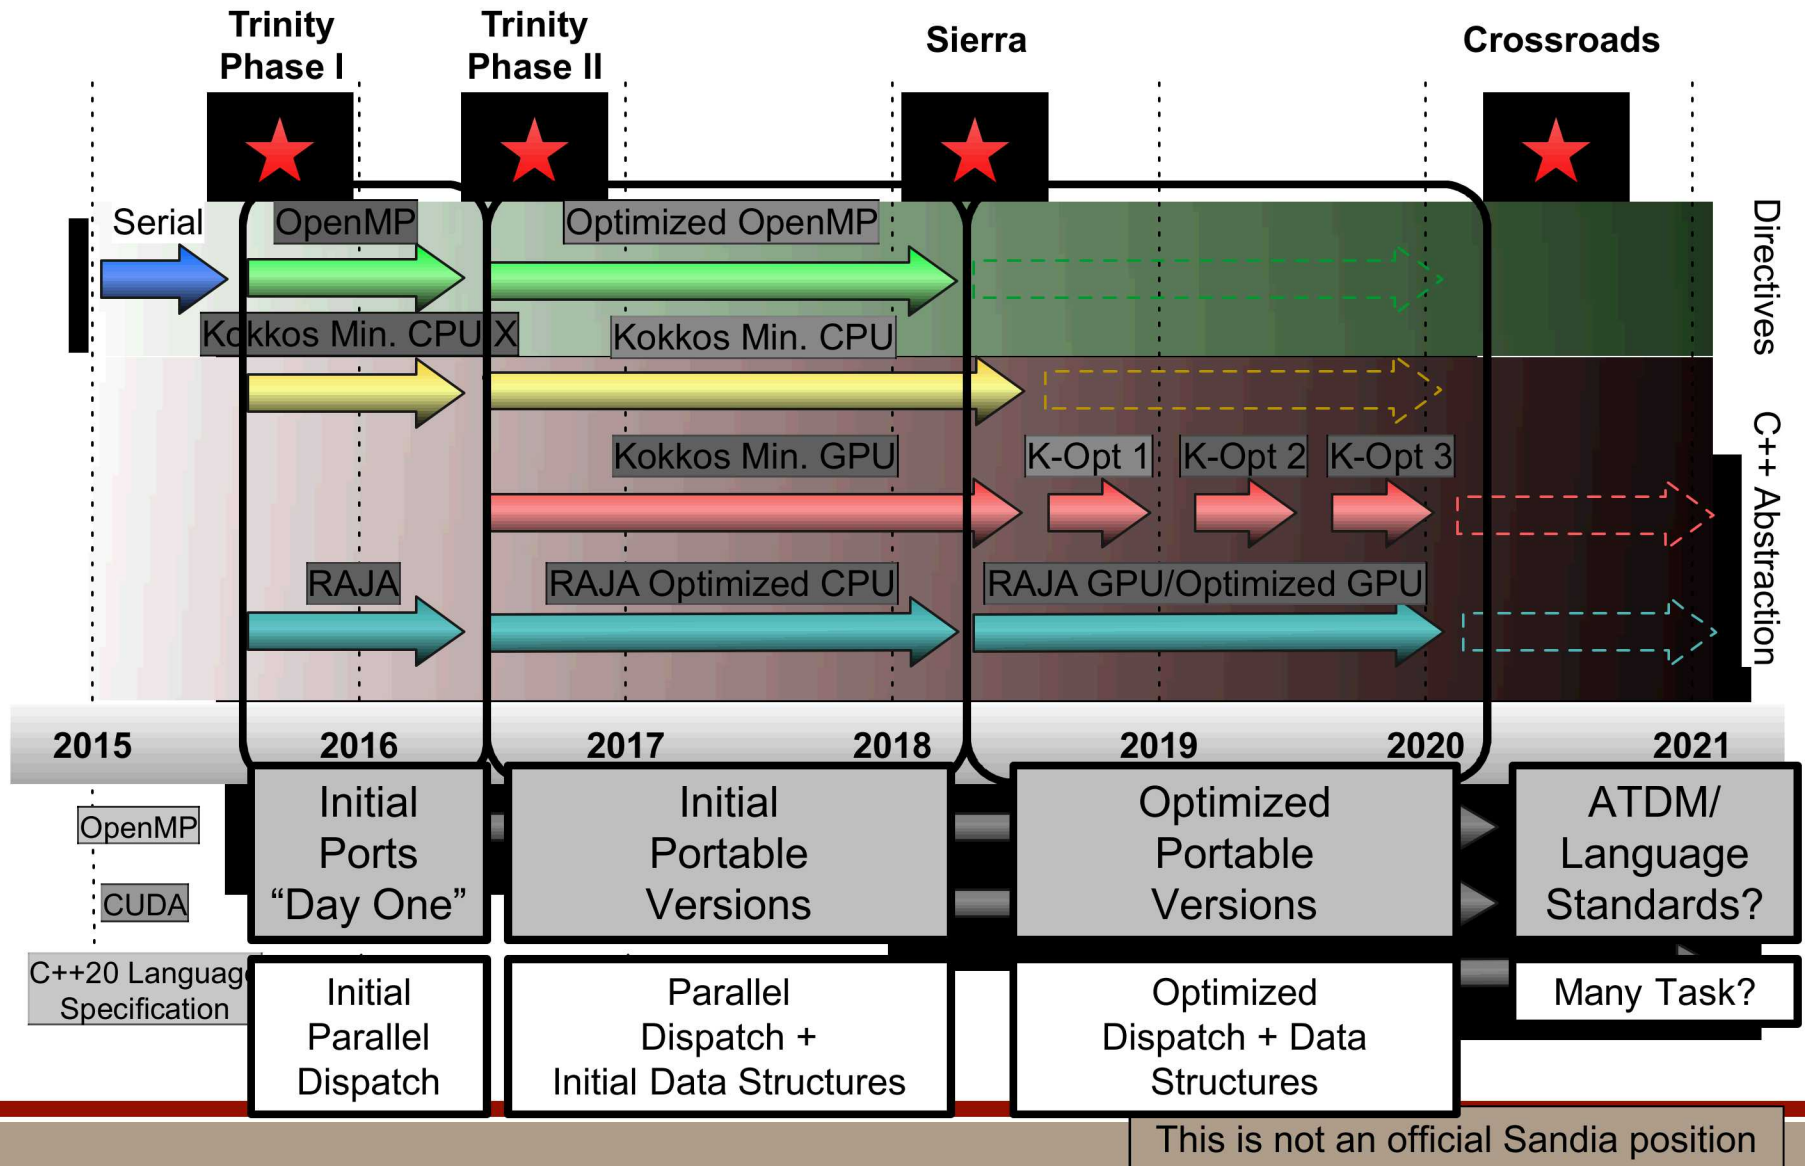 Trinity
Phase I
Trinity
Phase II
Sierra
Crossroads
Serial
OpenMP
Optimized OpenMP
Directives
Kokkos Min. CPU X
Kokkos Min. CPU
Kokkos Min. GPU
K-Opt 1
K-Opt 2
K-Opt 3
C++ Abstraction
RAJA
RAJA Optimized CPU
RAJA GPU/Optimized GPU
2015
2016
2017
2018
2019
2020
2021
OpenMP
CUDA
C++20 Language
Specification
Initial
Ports
“Day One”
Initial
Portable
Versions
Optimized
Portable
Versions
ATDM/
Language
Standards?
Initial
Parallel
Dispatch
Parallel
Dispatch +
Initial Data Structures
Optimized
Dispatch + Data
Structures
Many Task?
This is not an official Sandia position